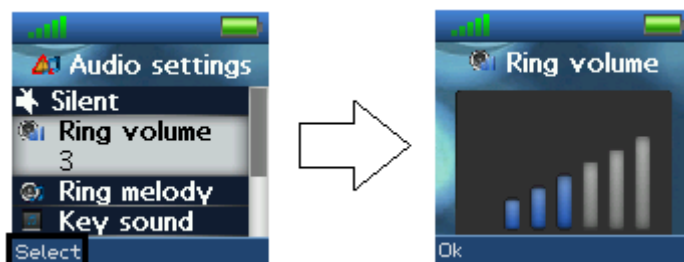 Audio settings
Silent
Ring volume
3
Ring melody
Key sound
Select
Ring volume
Ok